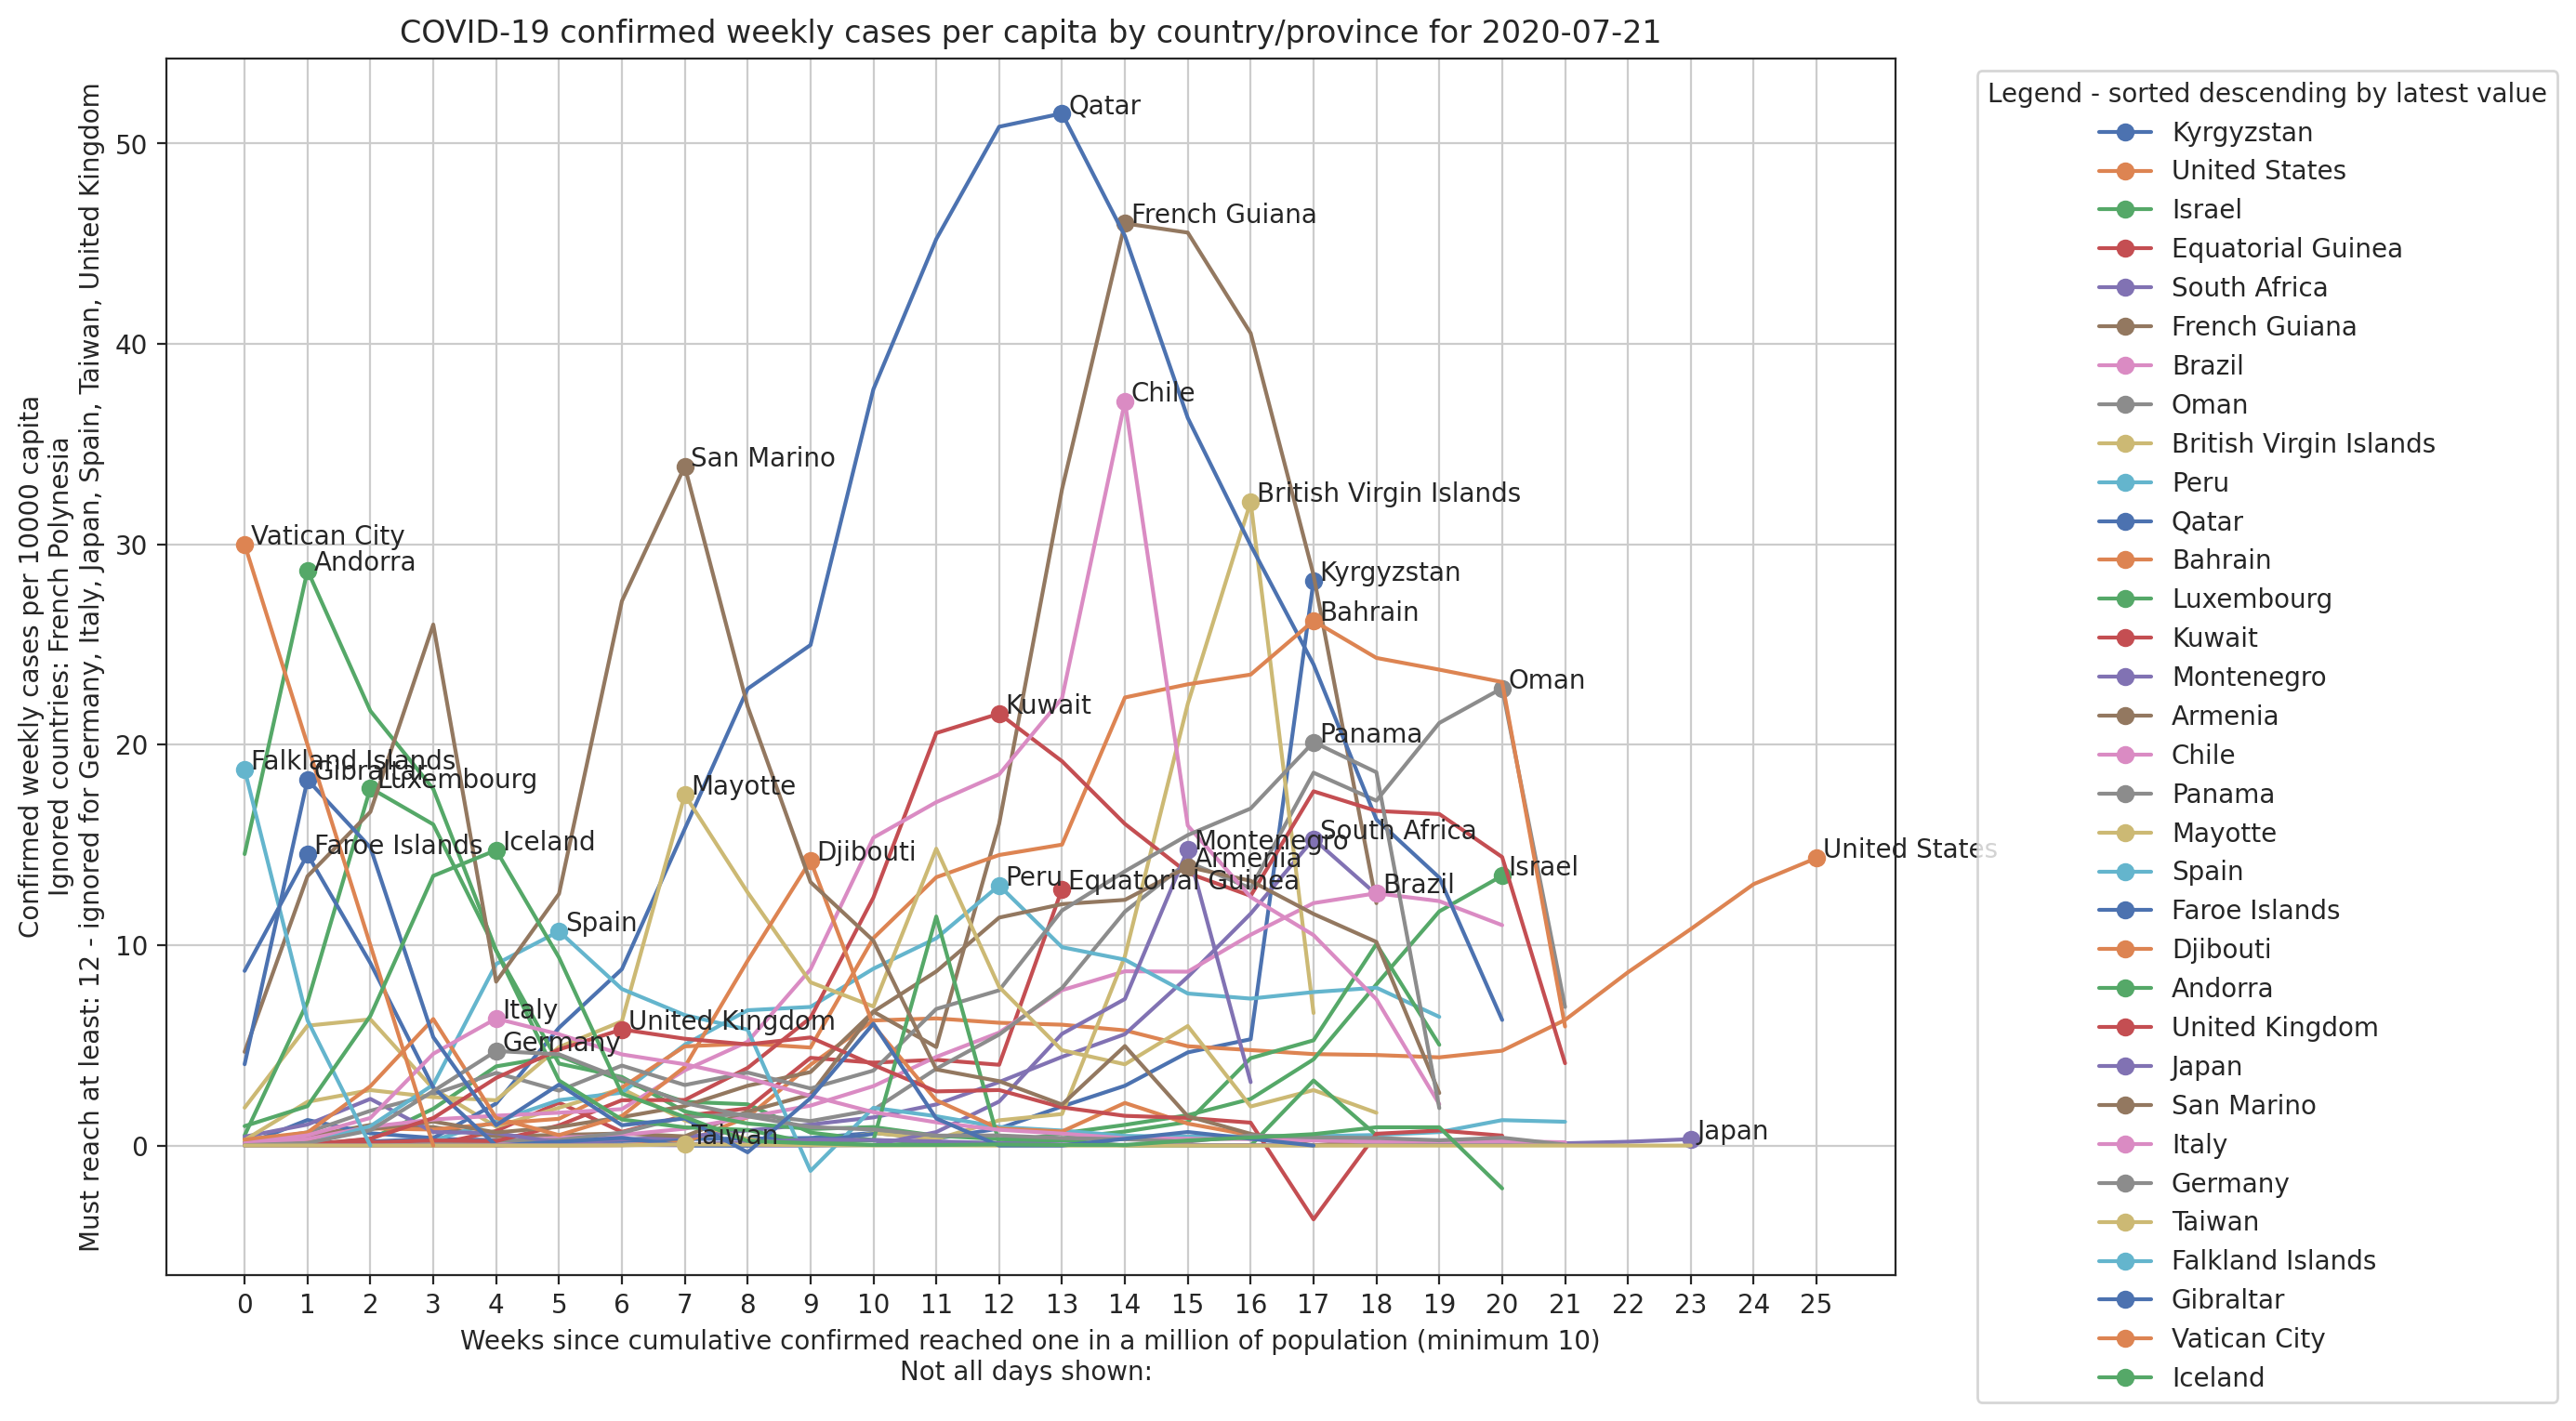 COVID-19 confirmed weekly cases per capita by country/province for 2020-07-21
Confirmed weekly cases per 10000 capita
Ignored countries: French Polynesia
Must reach at least: 12 - ignored for Germany, Italy, Japan, Spain, Taiwan, United Kingdom
50
40
30
20
10
0
Qatar
French Guiana
Chile
San Marino
British Virgin Islands
Vatican City
Andorra
Kyrgyzstan
Bahrain
Oman
Kuwait
Panama
Falkland Islands
Gibraltar
Luxembourg
Mayotte
Faroe Islands
Iceland
Djibouti
Montenegro
South Africa
Armenia
United States
Israel
Peru
Equatorial Guinea
Brazil
Spain
Italy
United Kingdom
Germany
Taiwan
Japan
0 1 2 3 4 5 6 7 8 9 10 11 12 13 14 15 16 17 18 19 20 21 22 23 24 25
Weeks since cumulative confirmed reached one in a million of population (minimum 10)
Not all days shown:
Legend - sorted descending by latest value
Kyrgyzstan
United States
Israel
Equatorial Guinea
South Africa
French Guiana
Brazil
Oman
British Virgin Islands
Peru
Qatar
Bahrain
Luxembourg
Kuwait
Montenegro
Armenia
Chile
Panama
Mayotte
Spain
Faroe Islands
Djibouti
Andorra
United Kingdom
Japan
San Marino
Italy
Germany
Taiwan
Falkland Islands
Gibraltar
Vatican City
Iceland